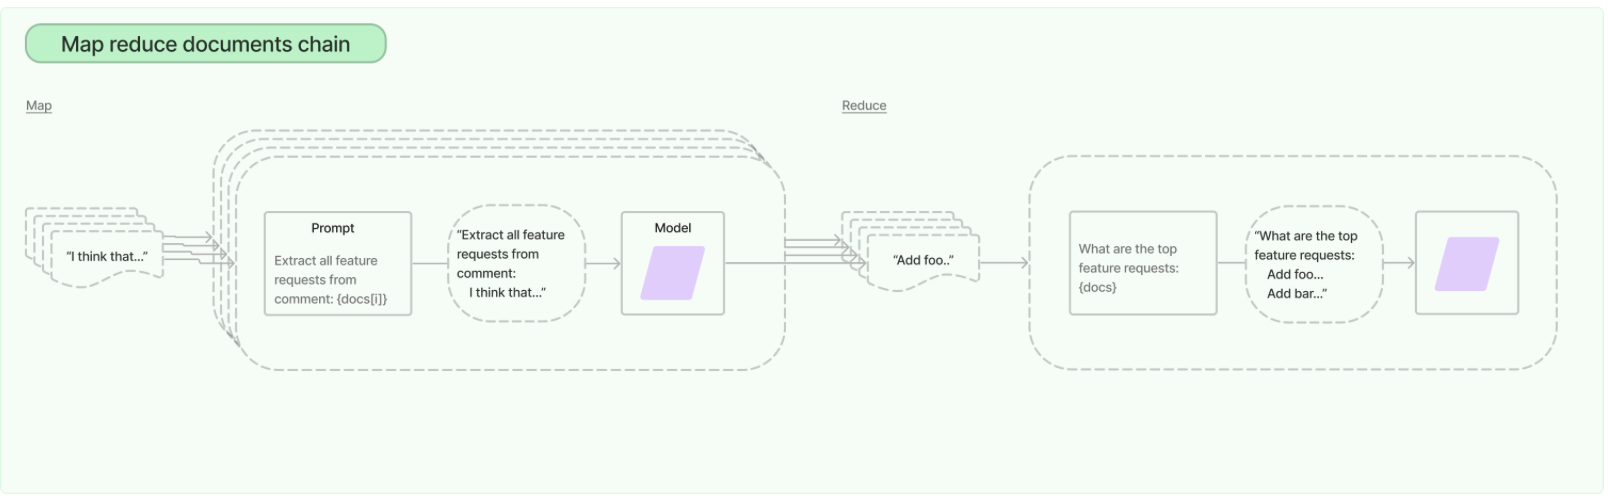 Map reduce documents chain
Map
Reduce
“I think that...”
Prompt
Extract all feature
requests from
comment: {docs[i]}
“Extract all feature
requests from
comment:
I think that...”
Model
“Add foo..”
What are the top
feature requests:
{docs}
“What are the top
feature requests:
Add foo...
Add bar...”